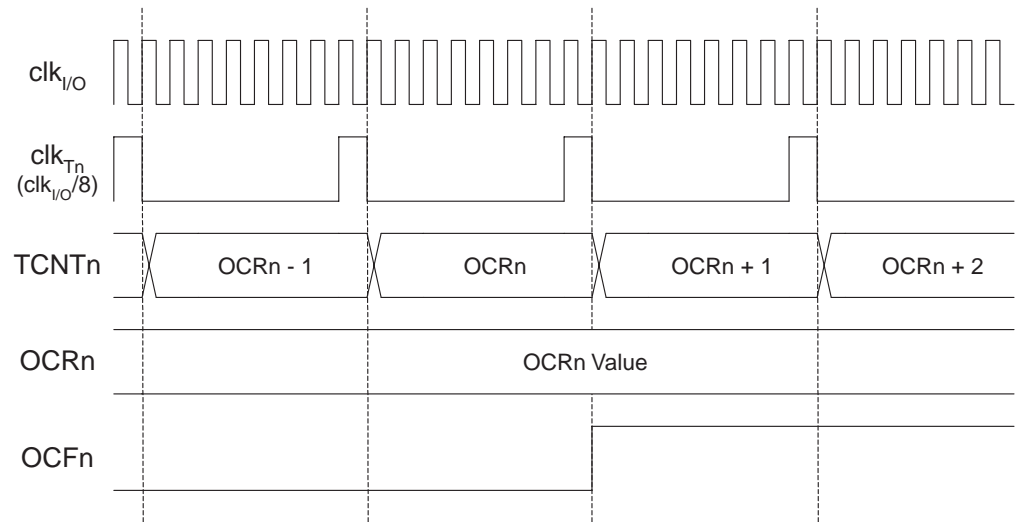 clkI/O
clkTn
(clkI/O/8)
TCNTn
OCRn - 1
OCRn
OCRn + 1
OCRn + 2
OCRn
OCRn Value
OCFn